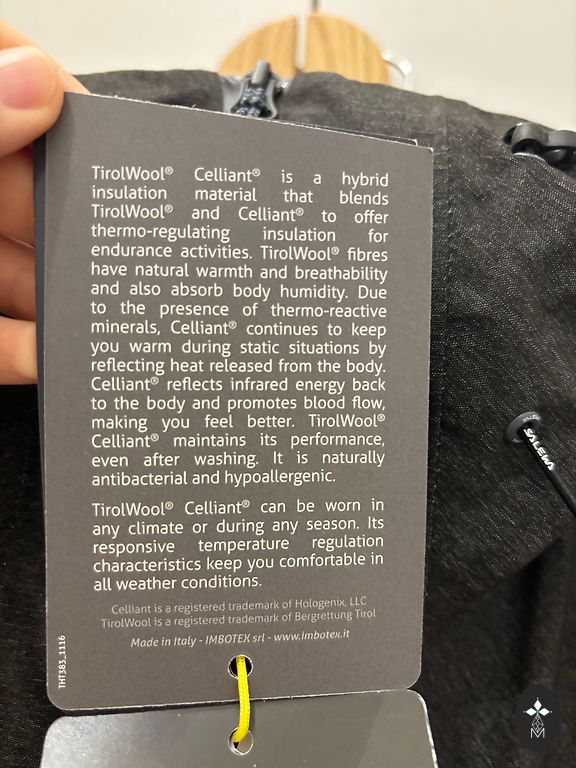 TirolWool® Celliant® is a hybrid
insulation material that blends
TirolWool® and Celliant® to offer
thermo-regulating insulation for
endurance activities. TirolWool® fibres
have natural warmth and breathability
and also absorb body humidity. Due
to the presence of thermo-reactive
minerals, Celliant® continues to keep
you warm during static situations by
reflecting heat released from the body.
Celliant® reflects infrared energy back
to the body and promotes blood flow,
making you feel better. TirolWool®
Celliant® maintains its performance,
even after washing. It is naturally
antibacterial and hypoallergenic.
TirolWool® Celliant® can be worn in
any climate or during any season. Its
responsive temperature regulation
characteristics keep you comfortable in
all weather conditions.
Celliant is a registered trademark of Hologenix, LLC
TirolWool is a registered trademark of Bergrettung Tirol
Made in Italy - IMBOTEX srl - www.imbotex.it
THT383_1116
SALEWA